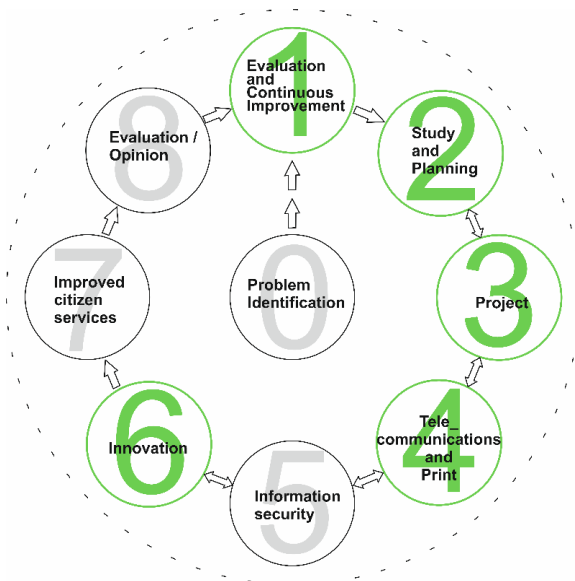 1
Evaluation
and
Continuous
Improvement
2
Study
and
Planning
3
Project
4
Tele_
communications
and
Print
5
Information
security
6
Innovation
7
Improved
citizen
services
8
Evaluation /
Opinion
0
Problem
Identification